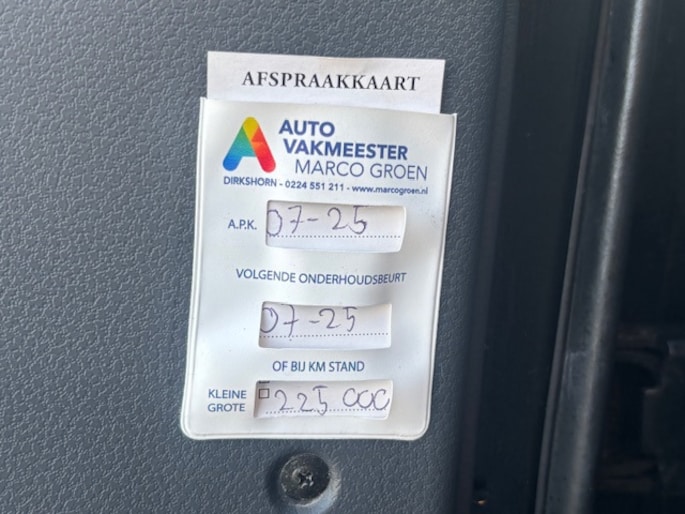 AFSPRAAKKAART
AUTO
VAKMEESTER
MARCO GROEN
DIRKSHORN - 0224 551 211 - www.marcogroen.nl
A.P.K. 07-25
VOLGENDE ONDERHOUDSBEURT
07-25
OF BIJ KM STAND
KLEINE
GROTE
225 000